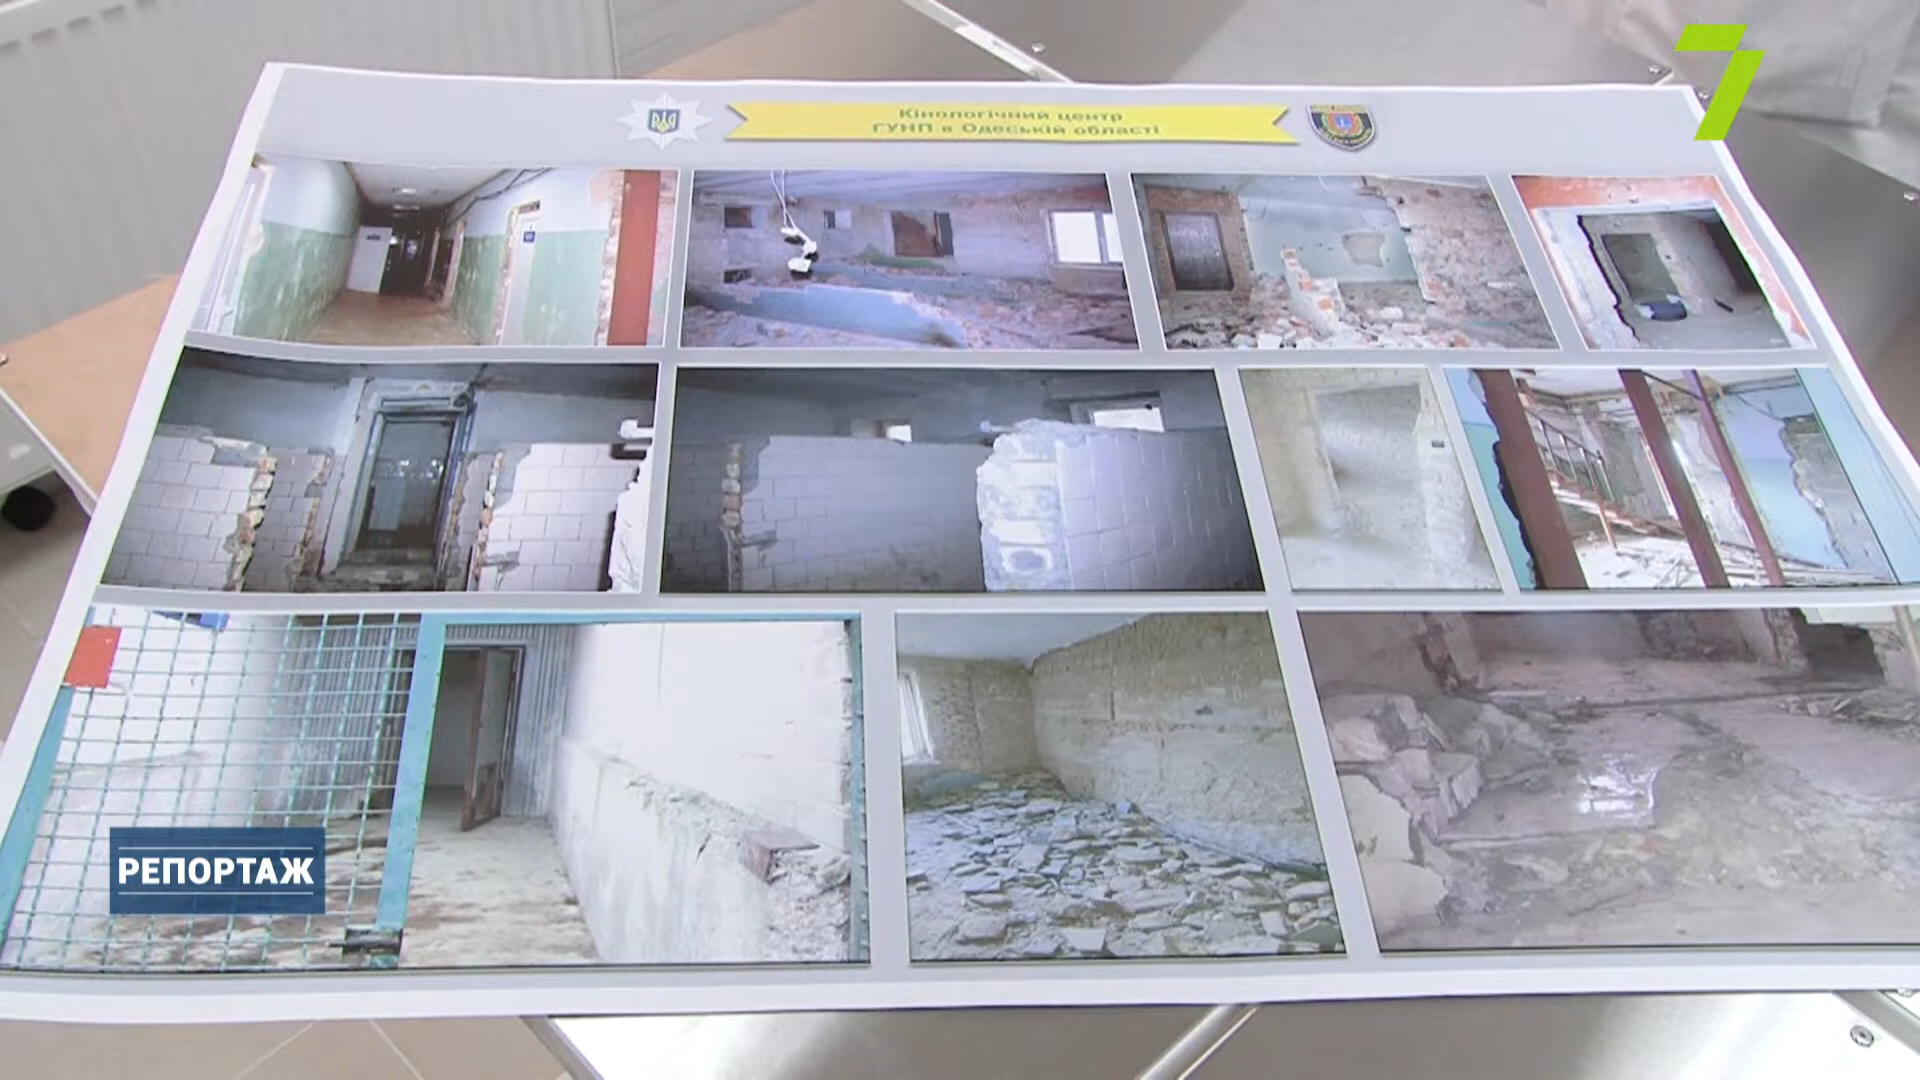 Кінологічний центр
ГУНП в Одеській області
РЕПОРТАЖ